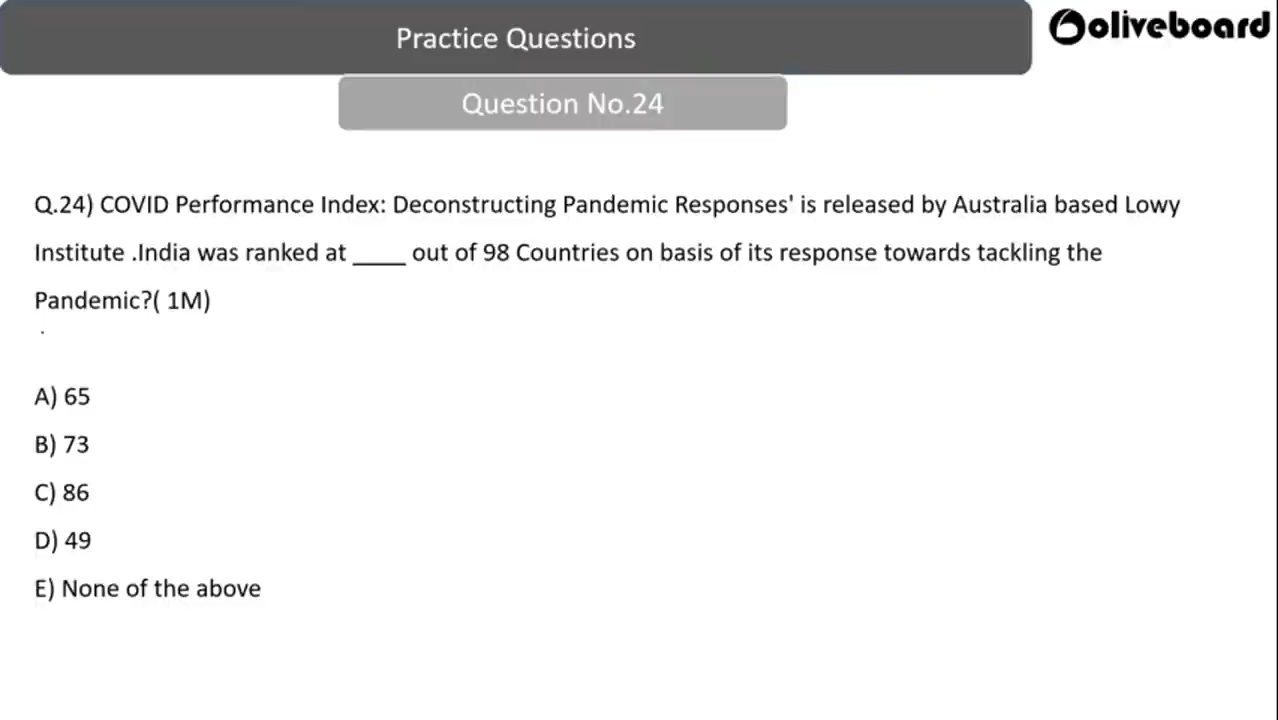 Practice Questions
oliveboard
Question No.24
Q.24) COVID Performance Index: Deconstructing Pandemic Responses' is released by Australia based Lowy
Institute .India was ranked at ____ out of 98 Countries on basis of its response towards tackling the
Pandemic?( 1M)
A) 65
B) 73
C) 86
D) 49
E) None of the above